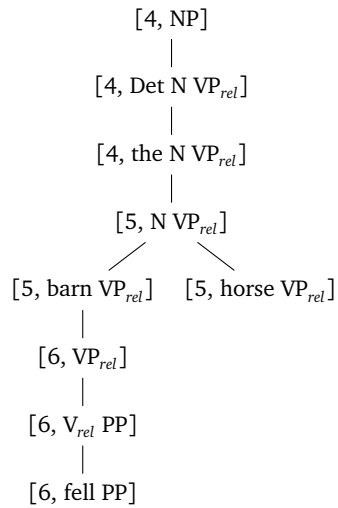 [4, NP]
[4, Det N VP_rel]
[4, the N VP_rel]
[5, N VP_rel]
[5, barn VP_rel] [5, horse VP_rel]
[6, VP_rel]
[6, V_rel PP]
[6, fell PP]